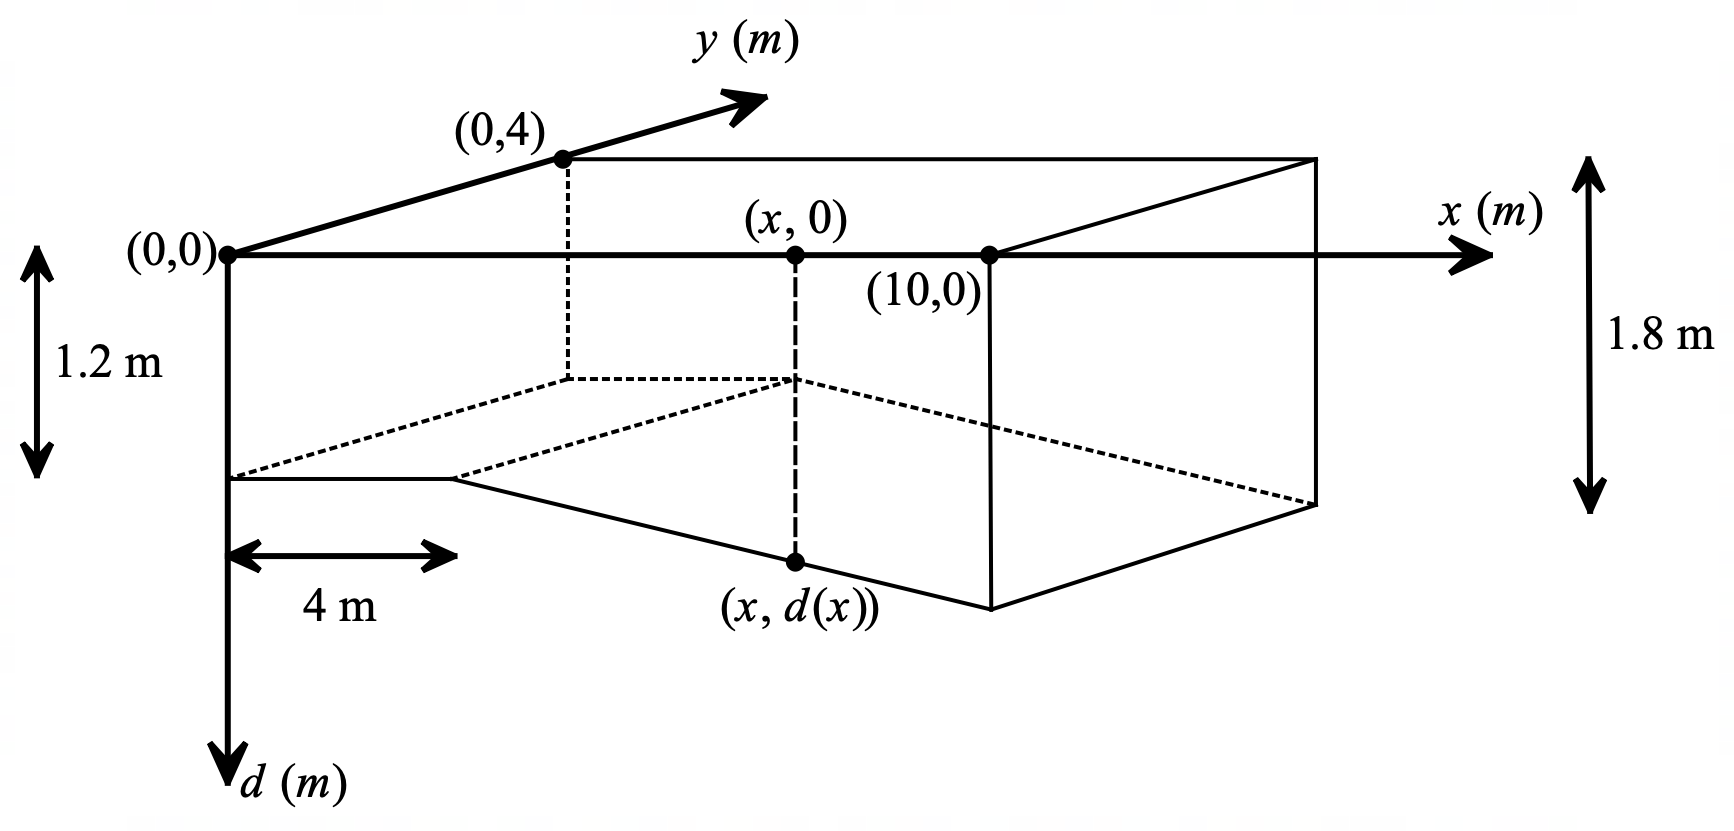 y (m)
(0,4)
(x, 0)
x (m)
(0,0)
(10,0)
1.2 m
1.8 m
4 m
(x, d(x))
d (m)